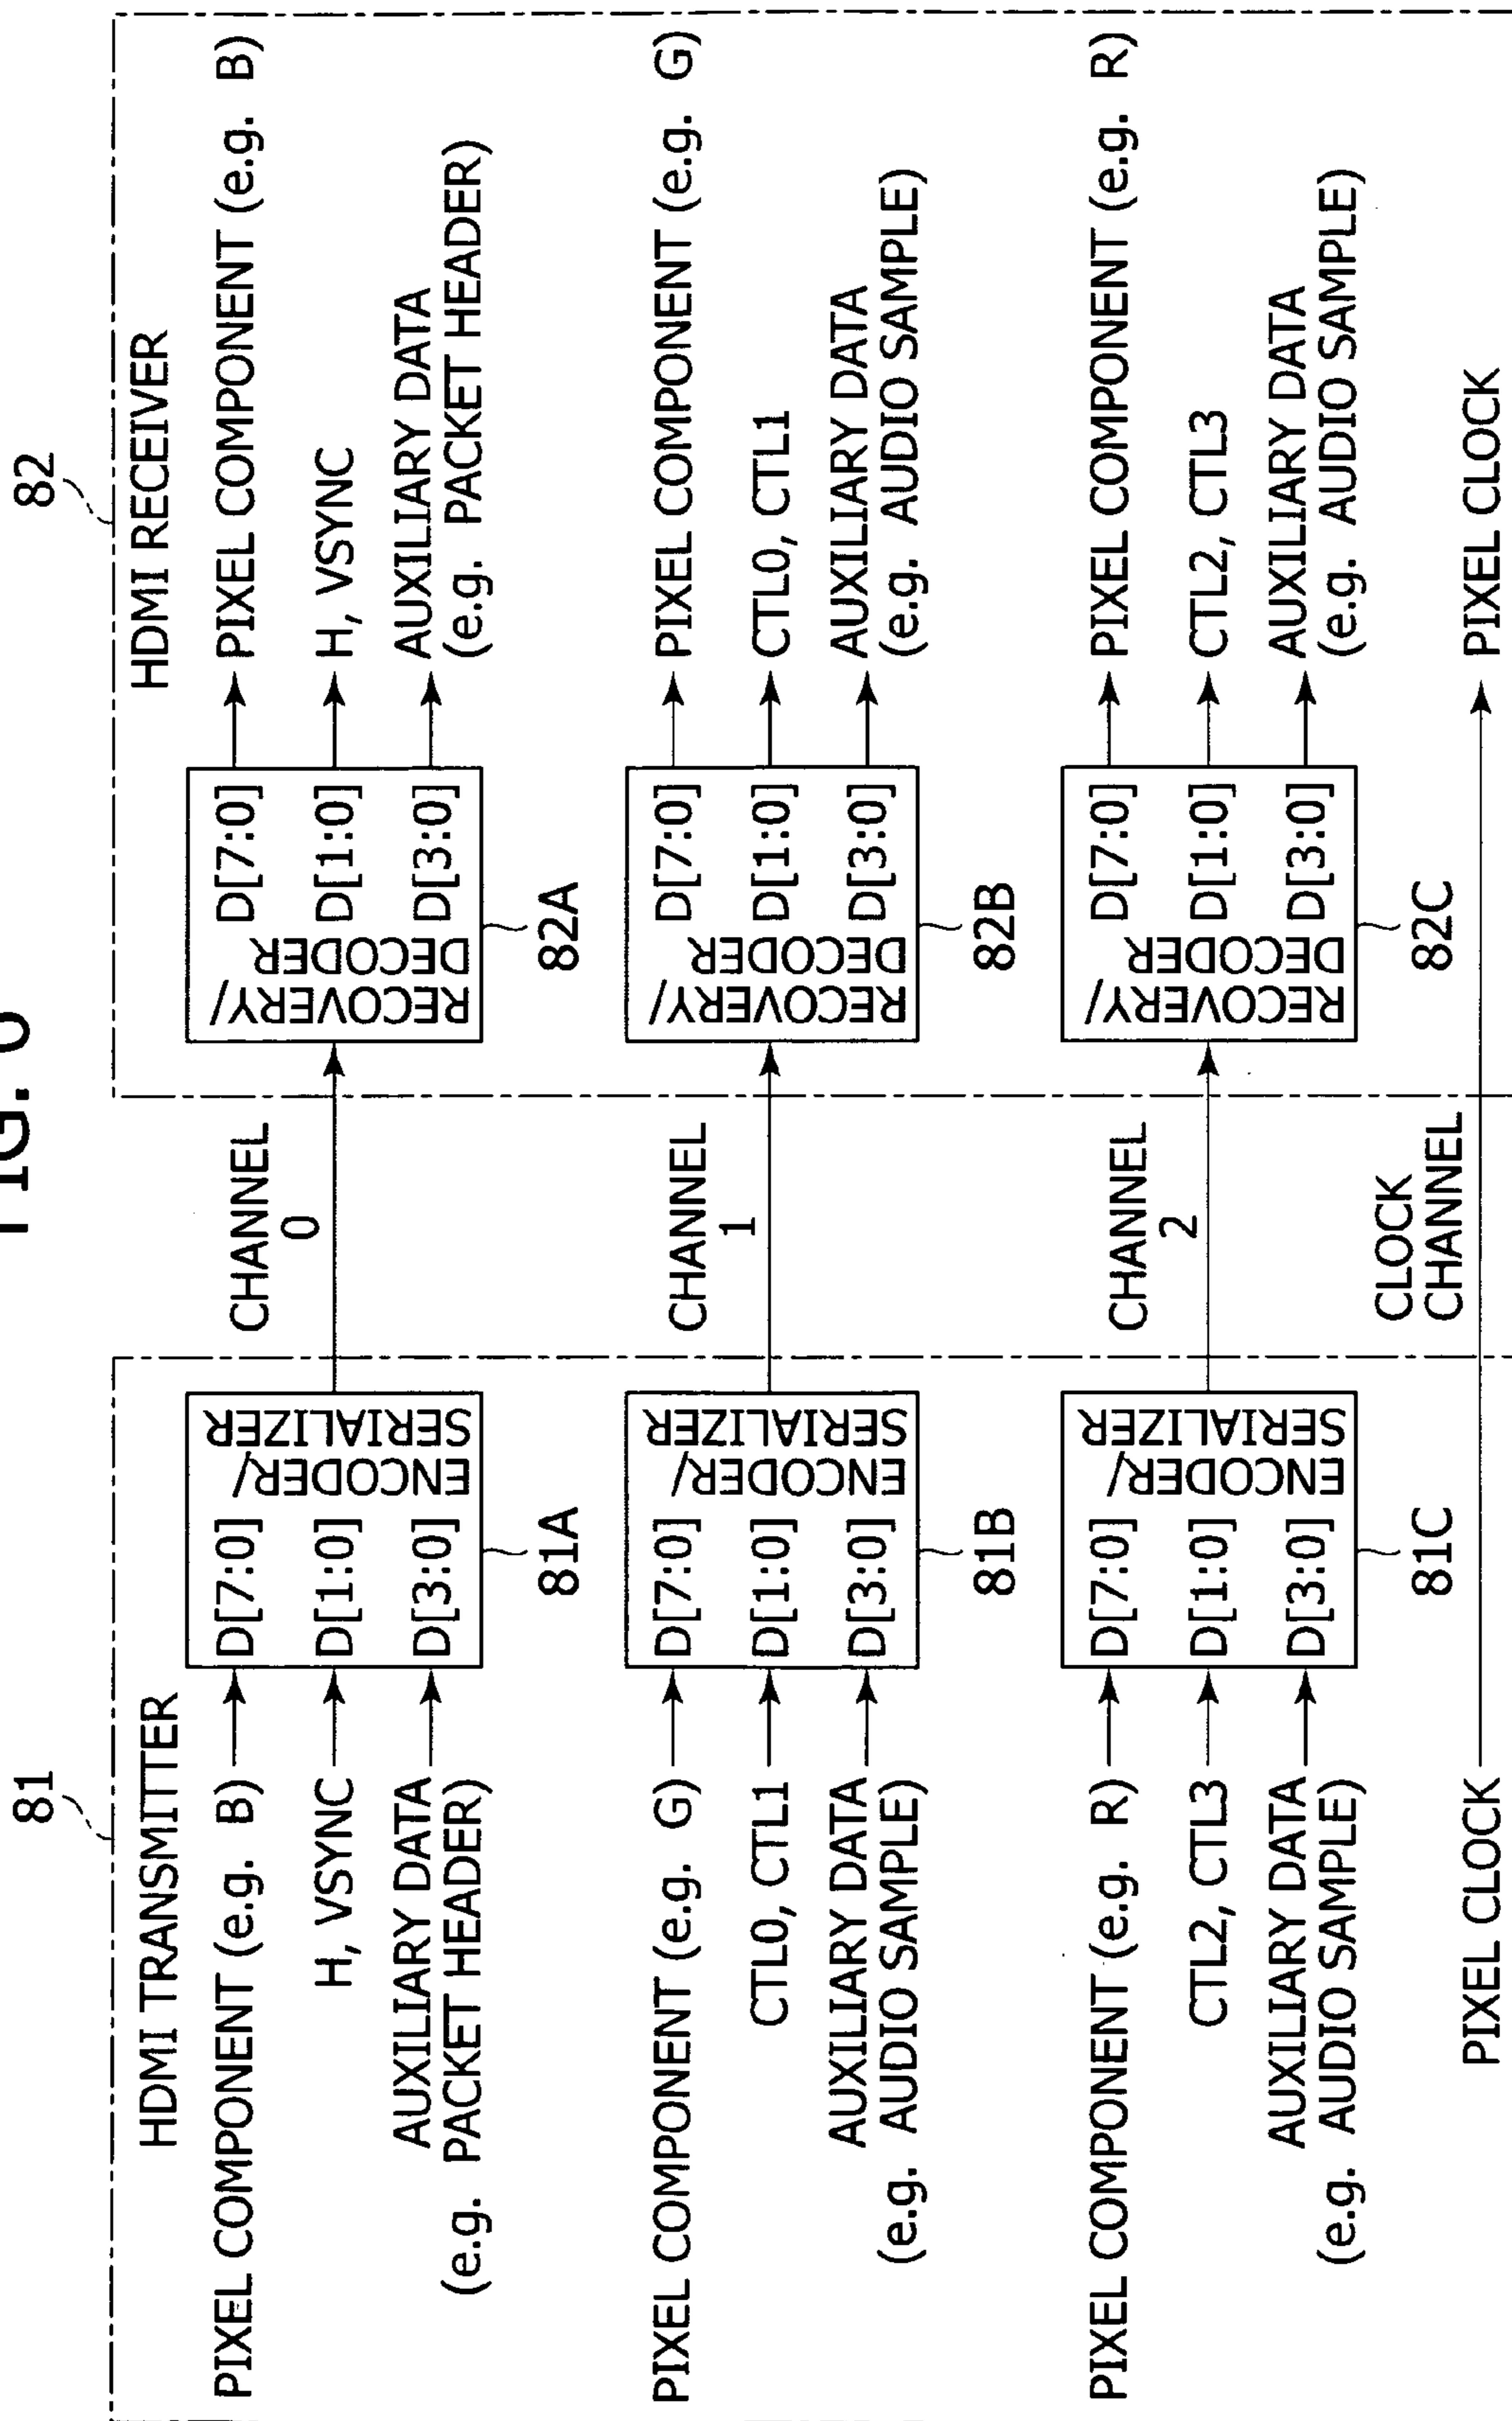 FIG.
81
82
HDMI TRANSMITTER
HDMI RECEIVER
PIXEL COMPONENT (e.g. B)
H, VSYNC
AUXILIARY DATA
(e.g. PACKET HEADER)
D[7:0]
D[1:0]
D[3:0]
ENCODER/
SERIALIZER
81A
CHANNEL
0
RECOVERY/
DECODER
D[7:0]
D[1:0]
D[3:0]
82A
PIXEL COMPONENT (e.g. B)
H, VSYNC
AUXILIARY DATA
(e.g. PACKET HEADER)
PIXEL COMPONENT (e.g. G)
CTL0, CTL1
AUXILIARY DATA
(e.g. AUDIO SAMPLE)
D[7:0]
D[1:0]
D[3:0]
ENCODER/
SERIALIZER
81B
CHANNEL
1
RECOVERY/
DECODER
D[7:0]
D[1:0]
D[3:0]
82B
PIXEL COMPONENT (e.g. G)
CTL0, CTL1
AUXILIARY DATA
(e.g. AUDIO SAMPLE)
PIXEL COMPONENT (e.g. R)
CTL2, CTL3
AUXILIARY DATA
(e.g. AUDIO SAMPLE)
D[7:0]
D[1:0]
D[3:0]
ENCODER/
SERIALIZER
81C
CHANNEL
2
RECOVERY/
DECODER
D[7:0]
D[1:0]
D[3:0]
82C
PIXEL COMPONENT (e.g. R)
CTL2, CTL3
AUXILIARY DATA
(e.g. AUDIO SAMPLE)
PIXEL CLOCK
CLOCK
CHANNEL
PIXEL CLOCK